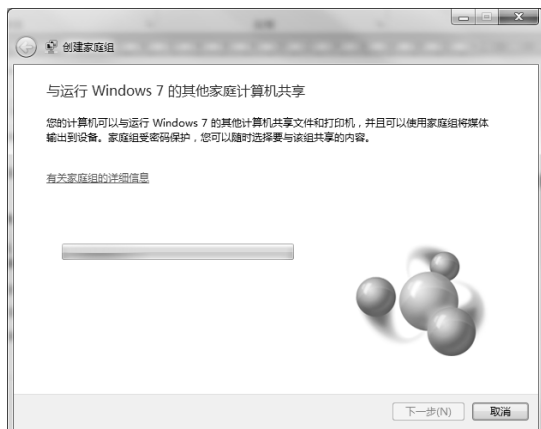 创建家庭组
与运行 Windows 7 的其他家庭计算机共享
您的计算机可以与运行 Windows 7 的其他计算机共享文件和打印机，并且可以使用家庭组将媒体
输出到设备。家庭组受密码保护，您可以随时选择要与该组共享的内容。
有关家庭组的详细信息
下一步(N) 取消